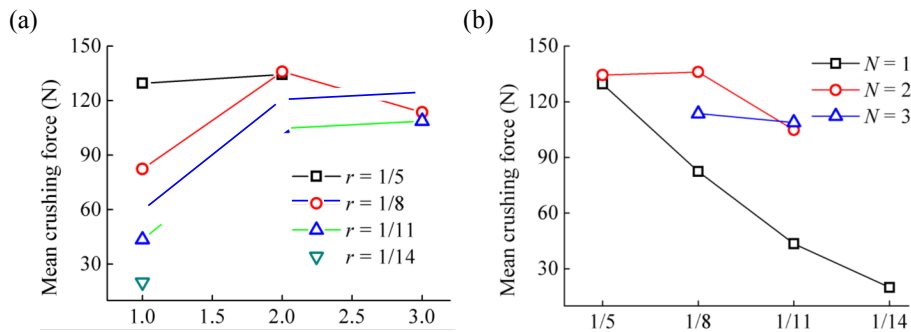 (a)
Mean crushing force (N)
150
120
90
60
30
1.0 1.5 2.0 2.5 3.0
r = 1/5
r = 1/8
r = 1/11
r = 1/14
(b)
Mean crushing force (N)
150
120
90
60
30
1/5 1/8 1/11 1/14
N = 1
N = 2
N = 3